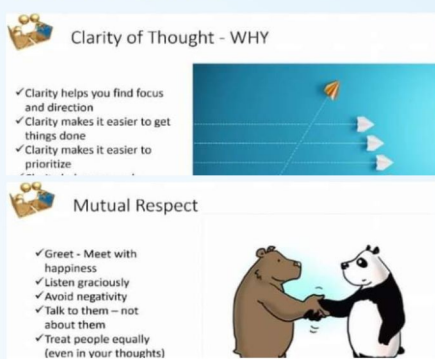 Clarity of Thought - WHY
✓Clarity helps you find focus
and direction
✓Clarity makes it easier to get
things done
✓Clarity makes it easier to
prioritize
Mutual Respect
✓Greet - Meet with
happiness
✓Listen graciously
✓Avoid negativity
✓Talk to them – not
about them
✓Treat people equally
(even in your thoughts)